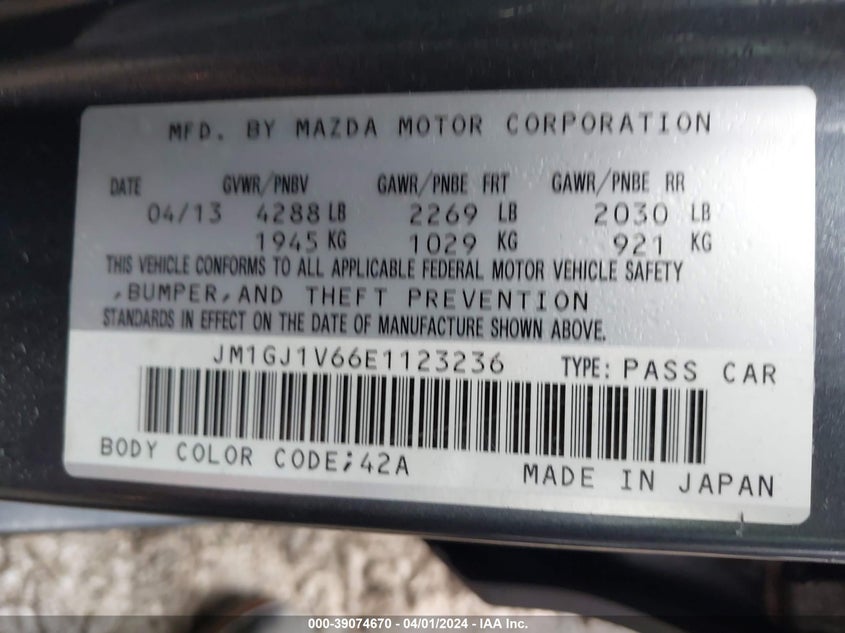 MFD. BY MAZDA MOTOR CORPORATION
DATE GVWR/PNBV GAWR/PNBE FRT GAWR/PNBE RR
04/13 4288 LB 2269 LB 2030 LB
1945 KG 1029 KG 921 KG
THIS VEHICLE CONFORMS TO ALL APPLICABLE FEDERAL MOTOR VEHICLE SAFETY
,BUMPER,AND THEFT PREVENTION
STANDARDS IN EFFECT ON THE DATE OF MANUFACTURE SHOWN ABOVE.
JM1GJ1V66E1123236 TYPE: PASS CAR
BODY COLOR CODE;42A
MADE IN JAPAN
000-39074670 - 04/01/2024 - IAA Inc.